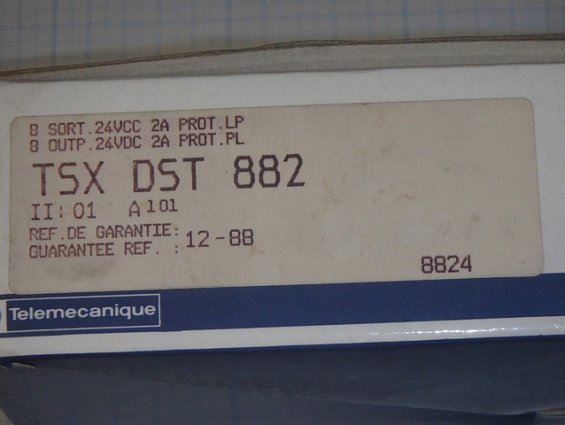 8 SORT.24VCC 2A PROT.LP
8 OUTP.24VDC 2A PROT.PL
TSX DST 882
II:01 A101
REF.DE GARANTIE:
GUARANTEE REF. : 12-88
8824
Telemecanique